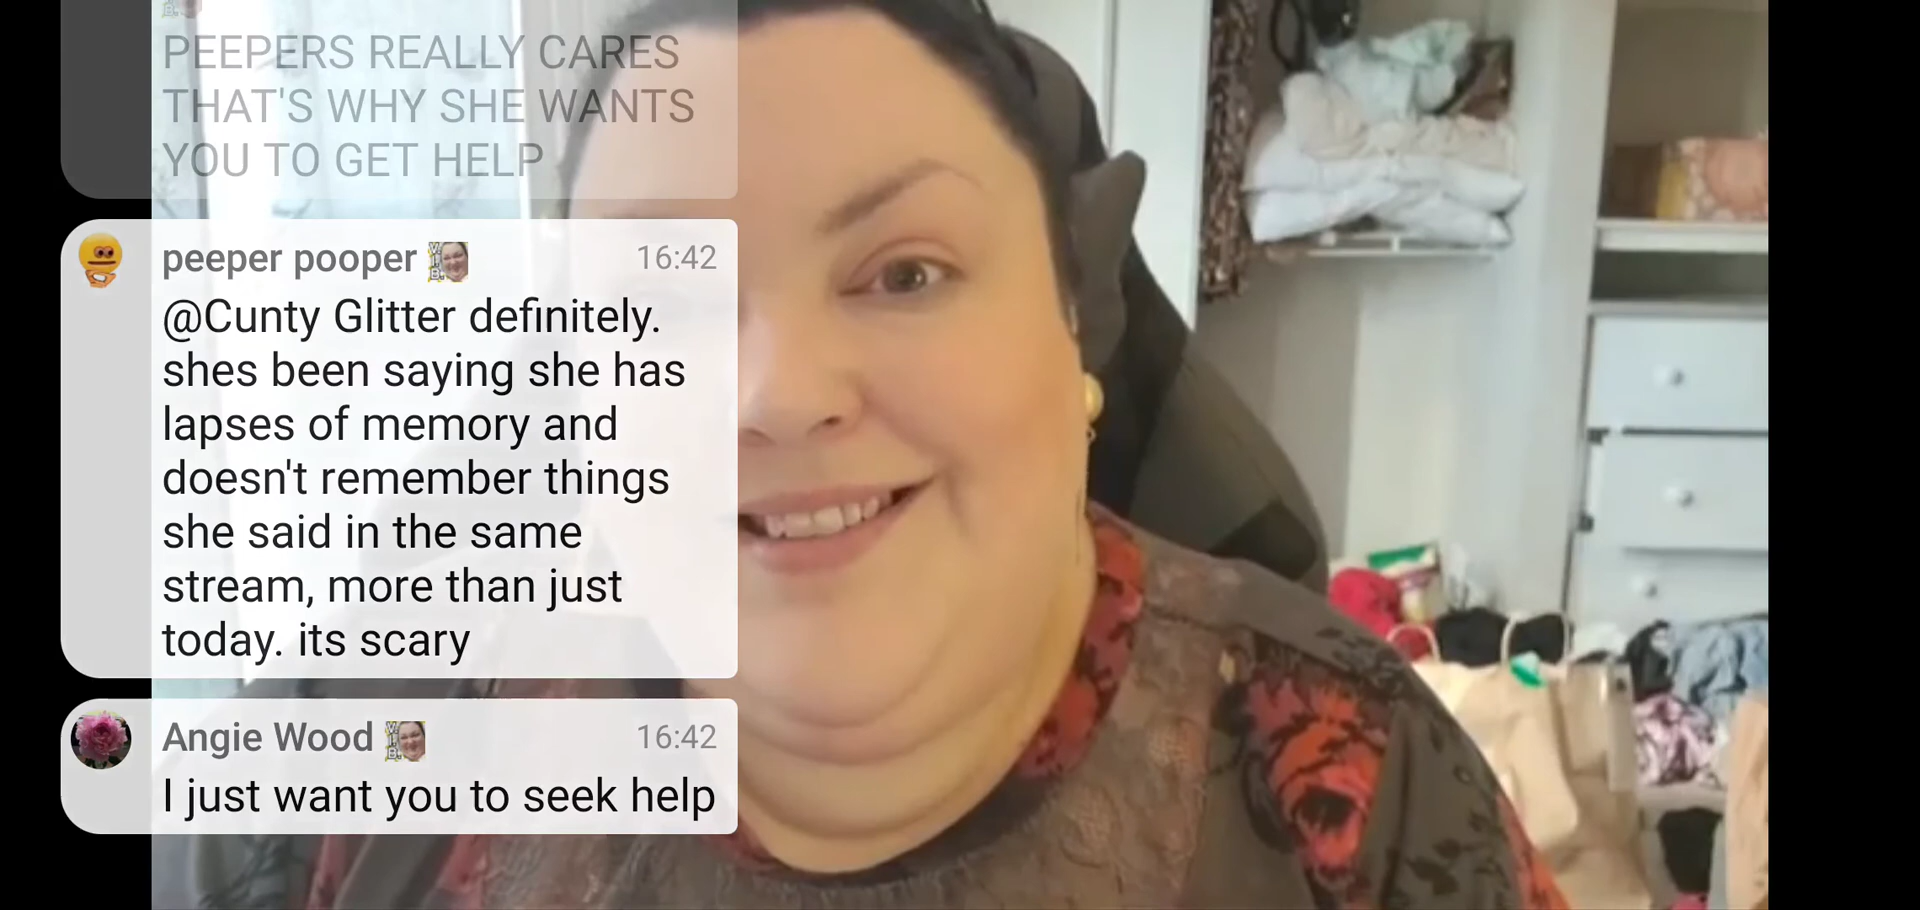 PEEPERS REALLY CARES
THAT'S WHY SHE WANTS
YOU TO GET HELP
peeper pooper 16:42
@Cunty Glitter definitely.
shes been saying she has
lapses of memory and
doesn't remember things
she said in the same
stream, more than just
today. its scary
Angie Wood 16:42
I just want you to seek help